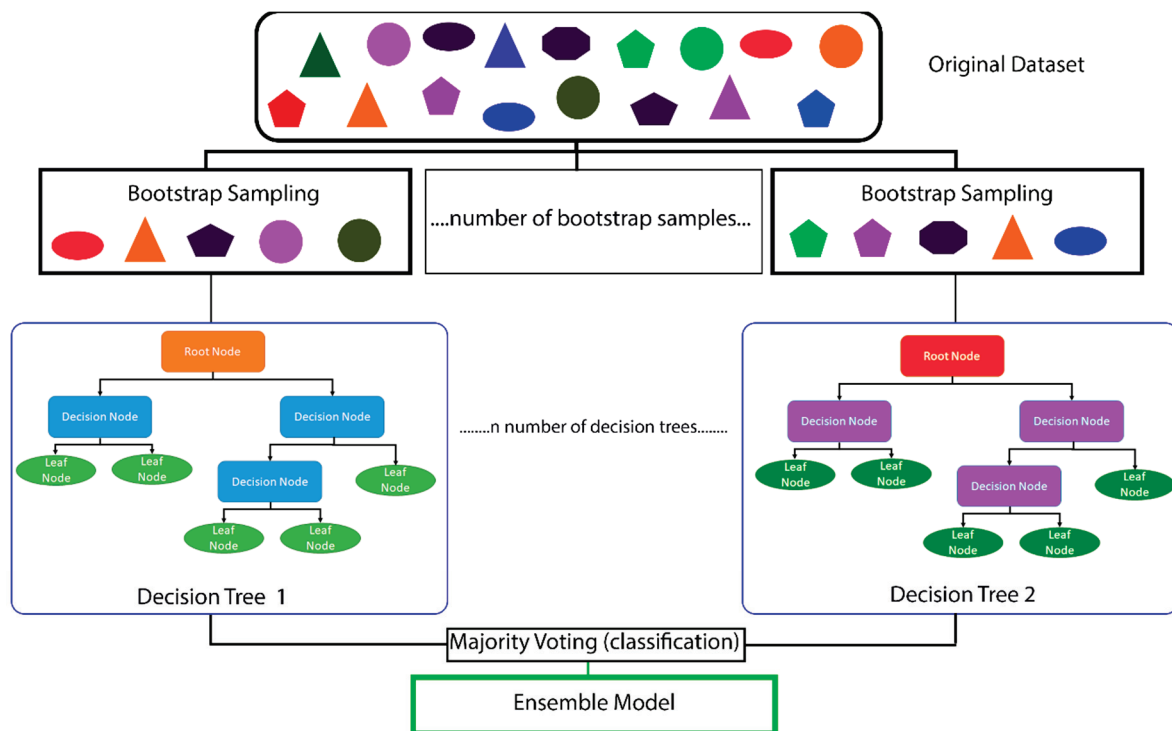 Original Dataset
Bootstrap Sampling
....number of bootstrap samples...
Bootstrap Sampling
Root Node
Decision Node
Decision Node
Leaf
Node
Leaf
Node
Decision Node
Leaf
Node
Leaf
Node
Leaf
Node
Decision Tree 1
........n number of decision trees........
Root Node
Decision Node
Decision Node
Leaf
Node
Leaf
Node
Decision Node
Leaf
Node
Leaf
Node
Leaf
Node
Decision Tree 2
Majority Voting (classification)
Ensemble Model